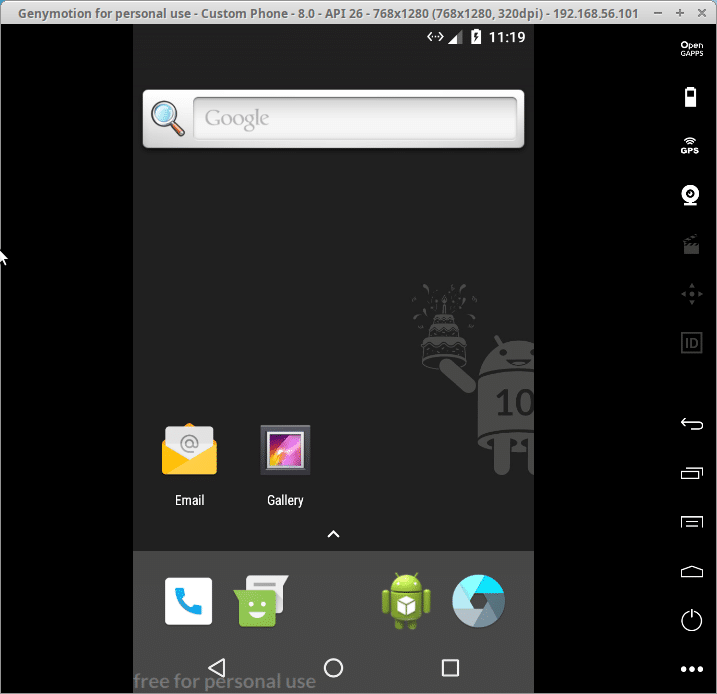 Genymotion for personal use - Custom Phone - 8.0 - API 26 - 768x1280 (768x1280, 320dpi) - 192.168.56.101
11:19
Open
GAPPS
Google
GPS
10
ID
@
Email
Gallery
free for personal use